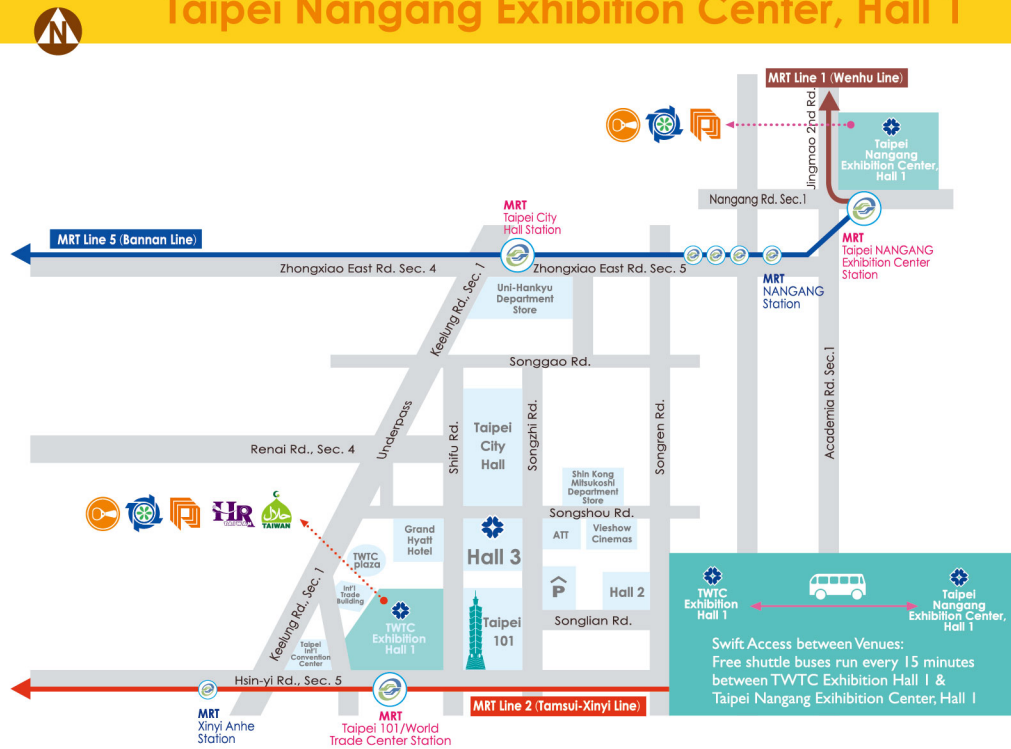 Taipei Nangang Exhibition Center, Hall 1
N
MRT Line 1 (Wenhu Line)
Jingmao 2nd Rd.
Taipei
Nangang
Exhibition Center,
Hall 1
Nangang Rd. Sec.1
MRT
Taipei City
Hall Station
MRT Line 5 (Bannan Line)
MRT
Taipei NANGANG
Exhibition Center
Station
Zhongxiao East Rd. Sec. 4
Zhongxiao East Rd. Sec. 5
MRT
NANGANG
Station
Keelung Rd., Sec. 1
Uni-Hankyu
Department
Store
Songgao Rd.
Academia Rd. Sec.1
Underpass
Shifu Rd.
Songzhi Rd.
Songren Rd.
Taipei
City
Hall
Renai Rd., Sec. 4
Shin Kong
Mitsukoshi
Department
Store
Songshou Rd.
HR
TAIWAN
حلال
TAIWAN
Grand
Hyatt
Hotel
Hall 3
ATT
Vieshow
Cinemas
TWTC
plaza
Int'l
Trade
Building
P
Hall 2
Keelung Rd., Sec. 1
TWTC
Exhibition
Hall 1
Taipei
101
Songlian Rd.
Taipei
Int'l
Convention
Center
Hsin-yi Rd., Sec. 5
MRT Line 2 (Tamsui-Xinyi Line)
MRT
Xinyi Anhe
Station
MRT
Taipei 101/World
Trade Center Station
TWTC
Exhibition
Hall 1
Taipei
Nangang
Exhibition Center,
Hall 1
Swift Access between Venues:
Free shuttle buses run every 15 minutes
between TWTC Exhibition Hall 1 &
Taipei Nangang Exihibition Center, Hall 1